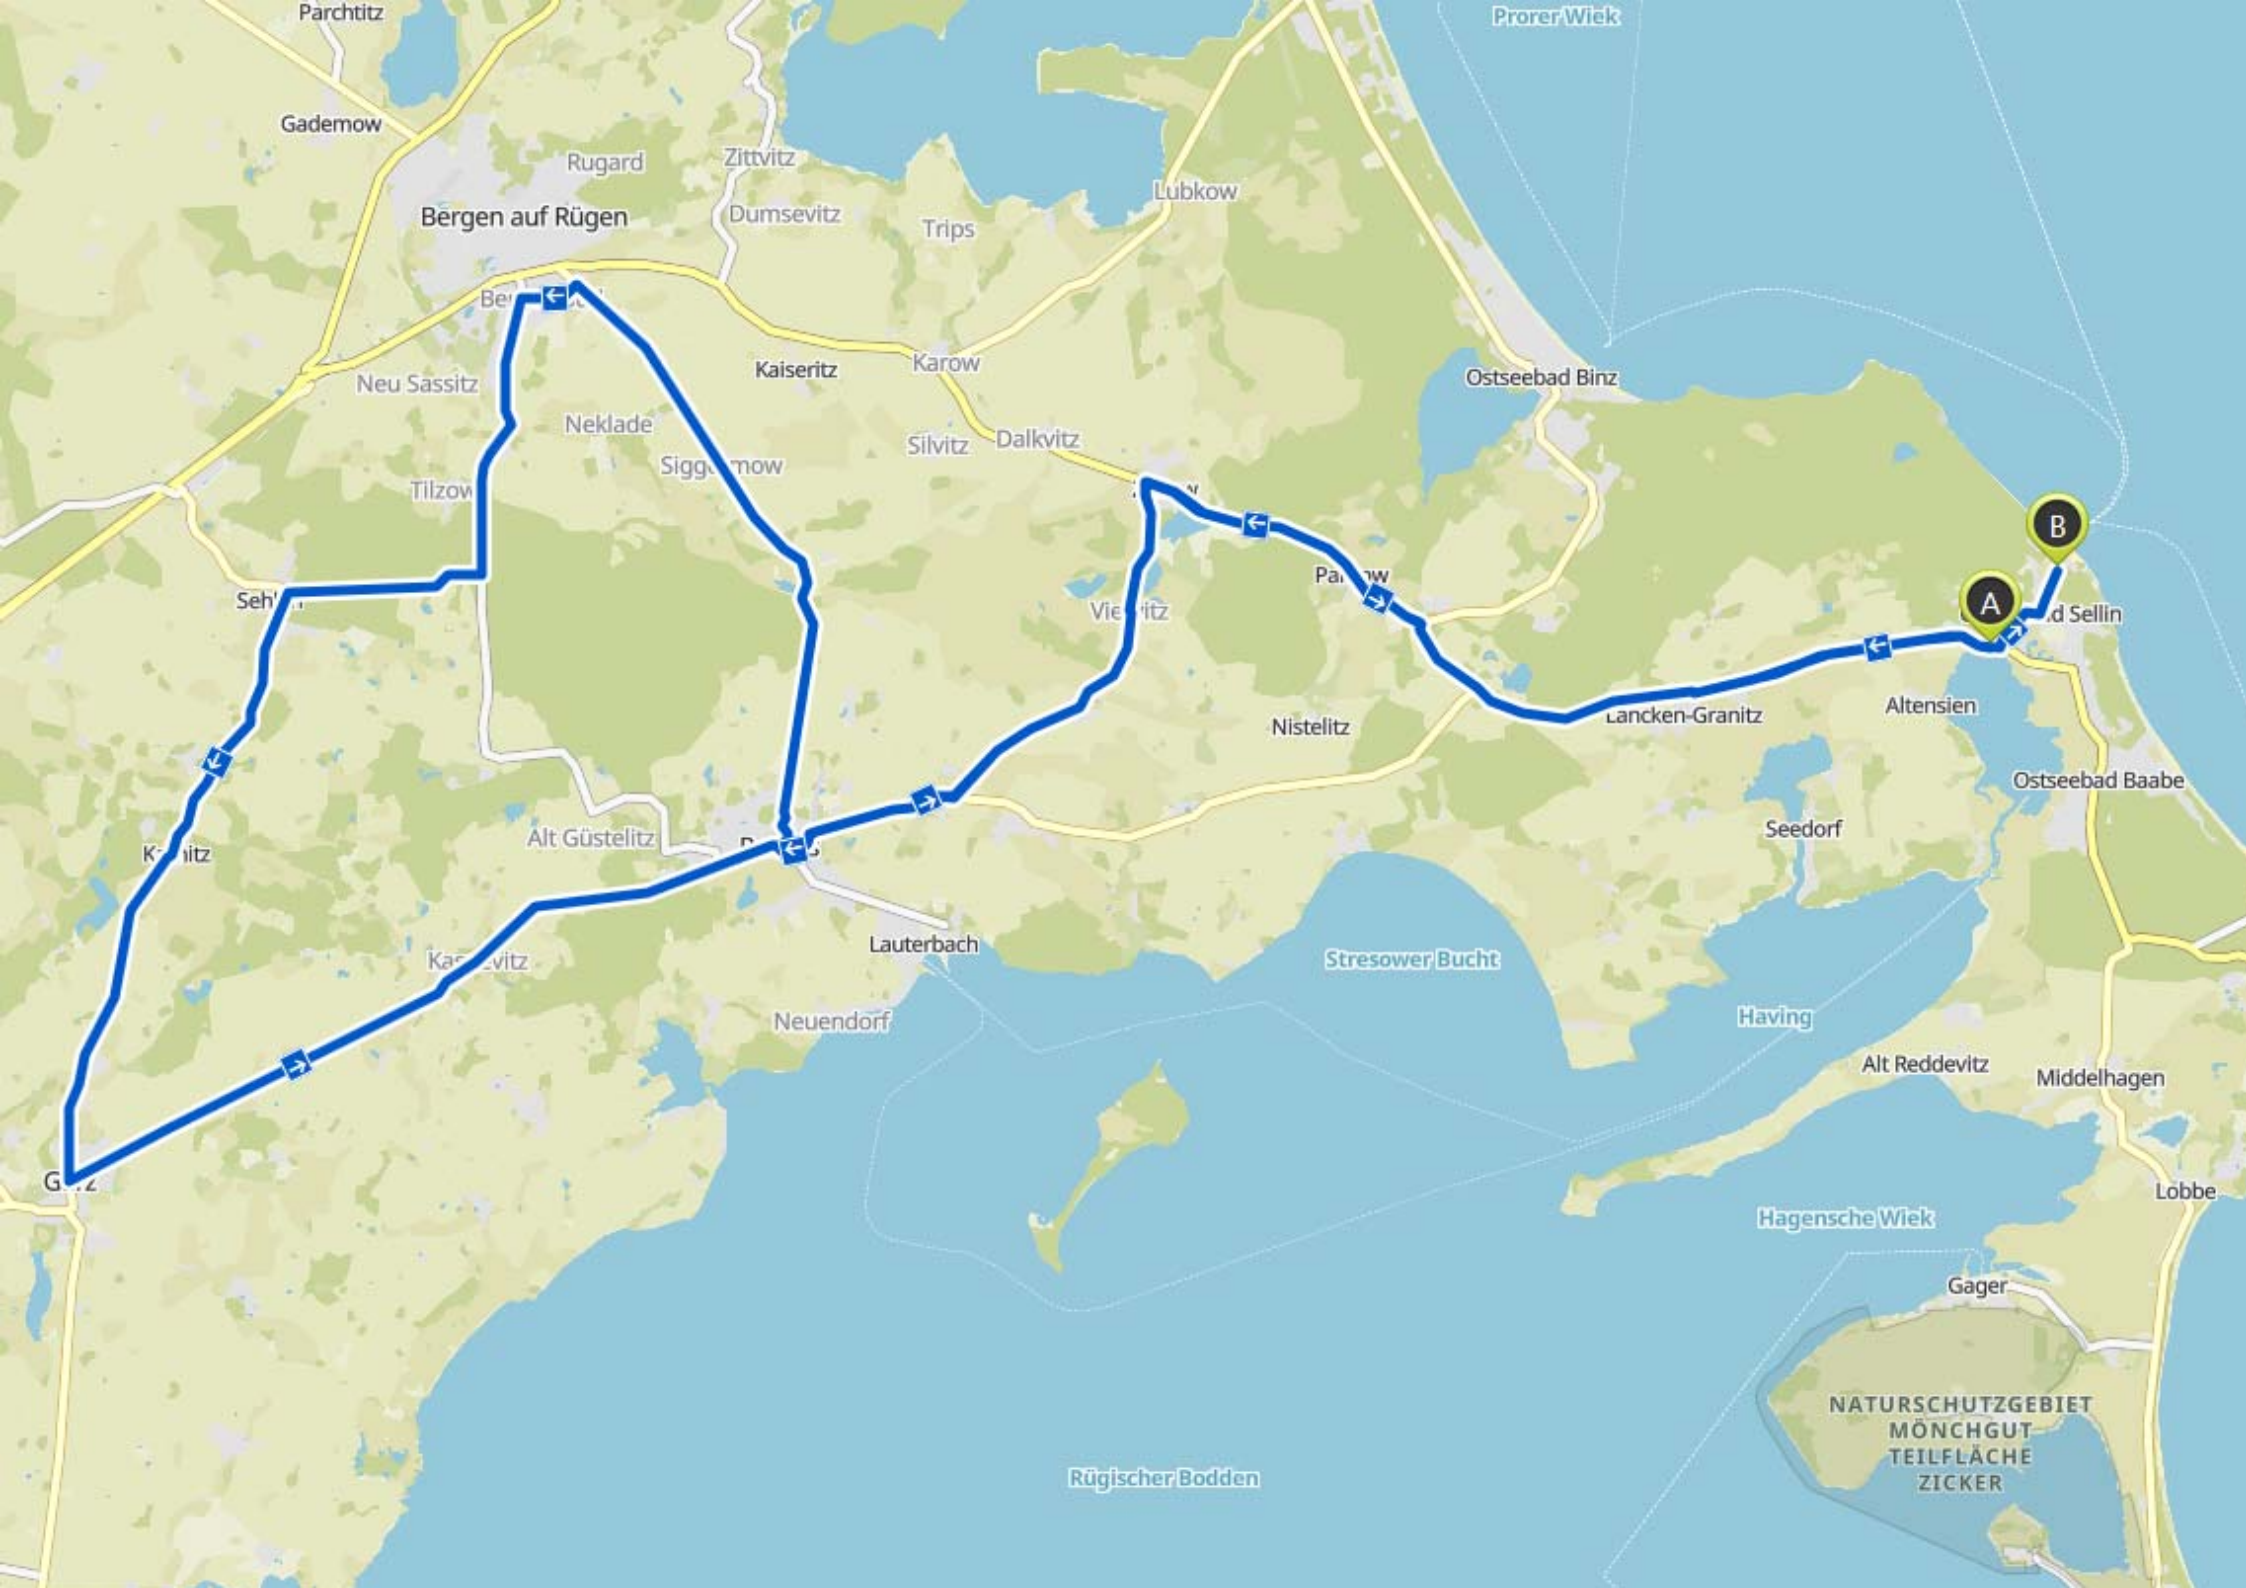 Parchtitz
Prorer Wiek
Gademow
Rugard
Zittvitz
Lubkow
Bergen auf Rügen
Dumsevitz
Trips
Kaiseritz
Karow
Neu Sassitz
Ostseebad Binz
Neklade
Silvitz
Dalkvitz
Tilzow
B
A
Altensien
Lancken-Granitz
Nistelitz
Ostseebad Baabe
Seedorf
Alt Güstelitz
Lauterbach
Stresower Bucht
Neuendorf
Having
Alt Reddevitz
Middelhagen
Lobbe
Hagensche Wiek
Gager
NATURSCHUTZGEBIET
MÖNCHGUT
TEILFLÄCHE
ZICKER
Rügischer Bodden